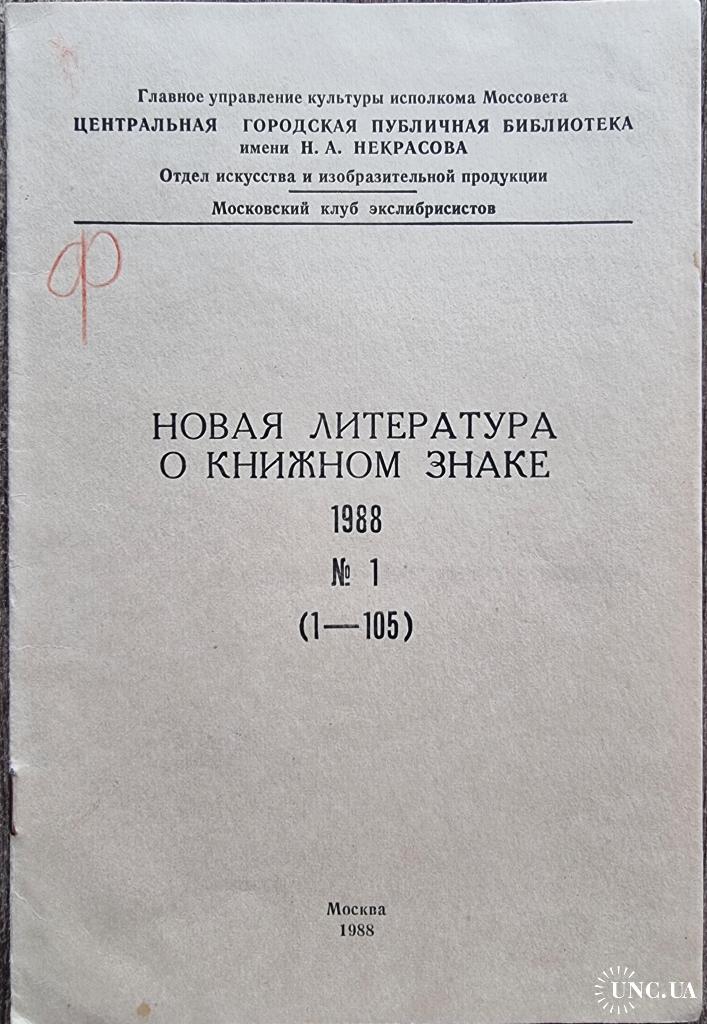 Главное управление культуры исполкома Моссовета
ЦЕНТРАЛЬНАЯ ГОРОДСКАЯ ПУБЛИЧНАЯ БИБЛИОТЕКА
имени Н. А. НЕКРАСОВА
Отдел искусства и изобразительной продукции
Московский клуб экслибрисистов
Ф
НОВАЯ ЛИТЕРАТУРА
О КНИЖНОМ ЗНАКЕ
1988
№ 1
(1—105)
Москва
1988
UNC.UA